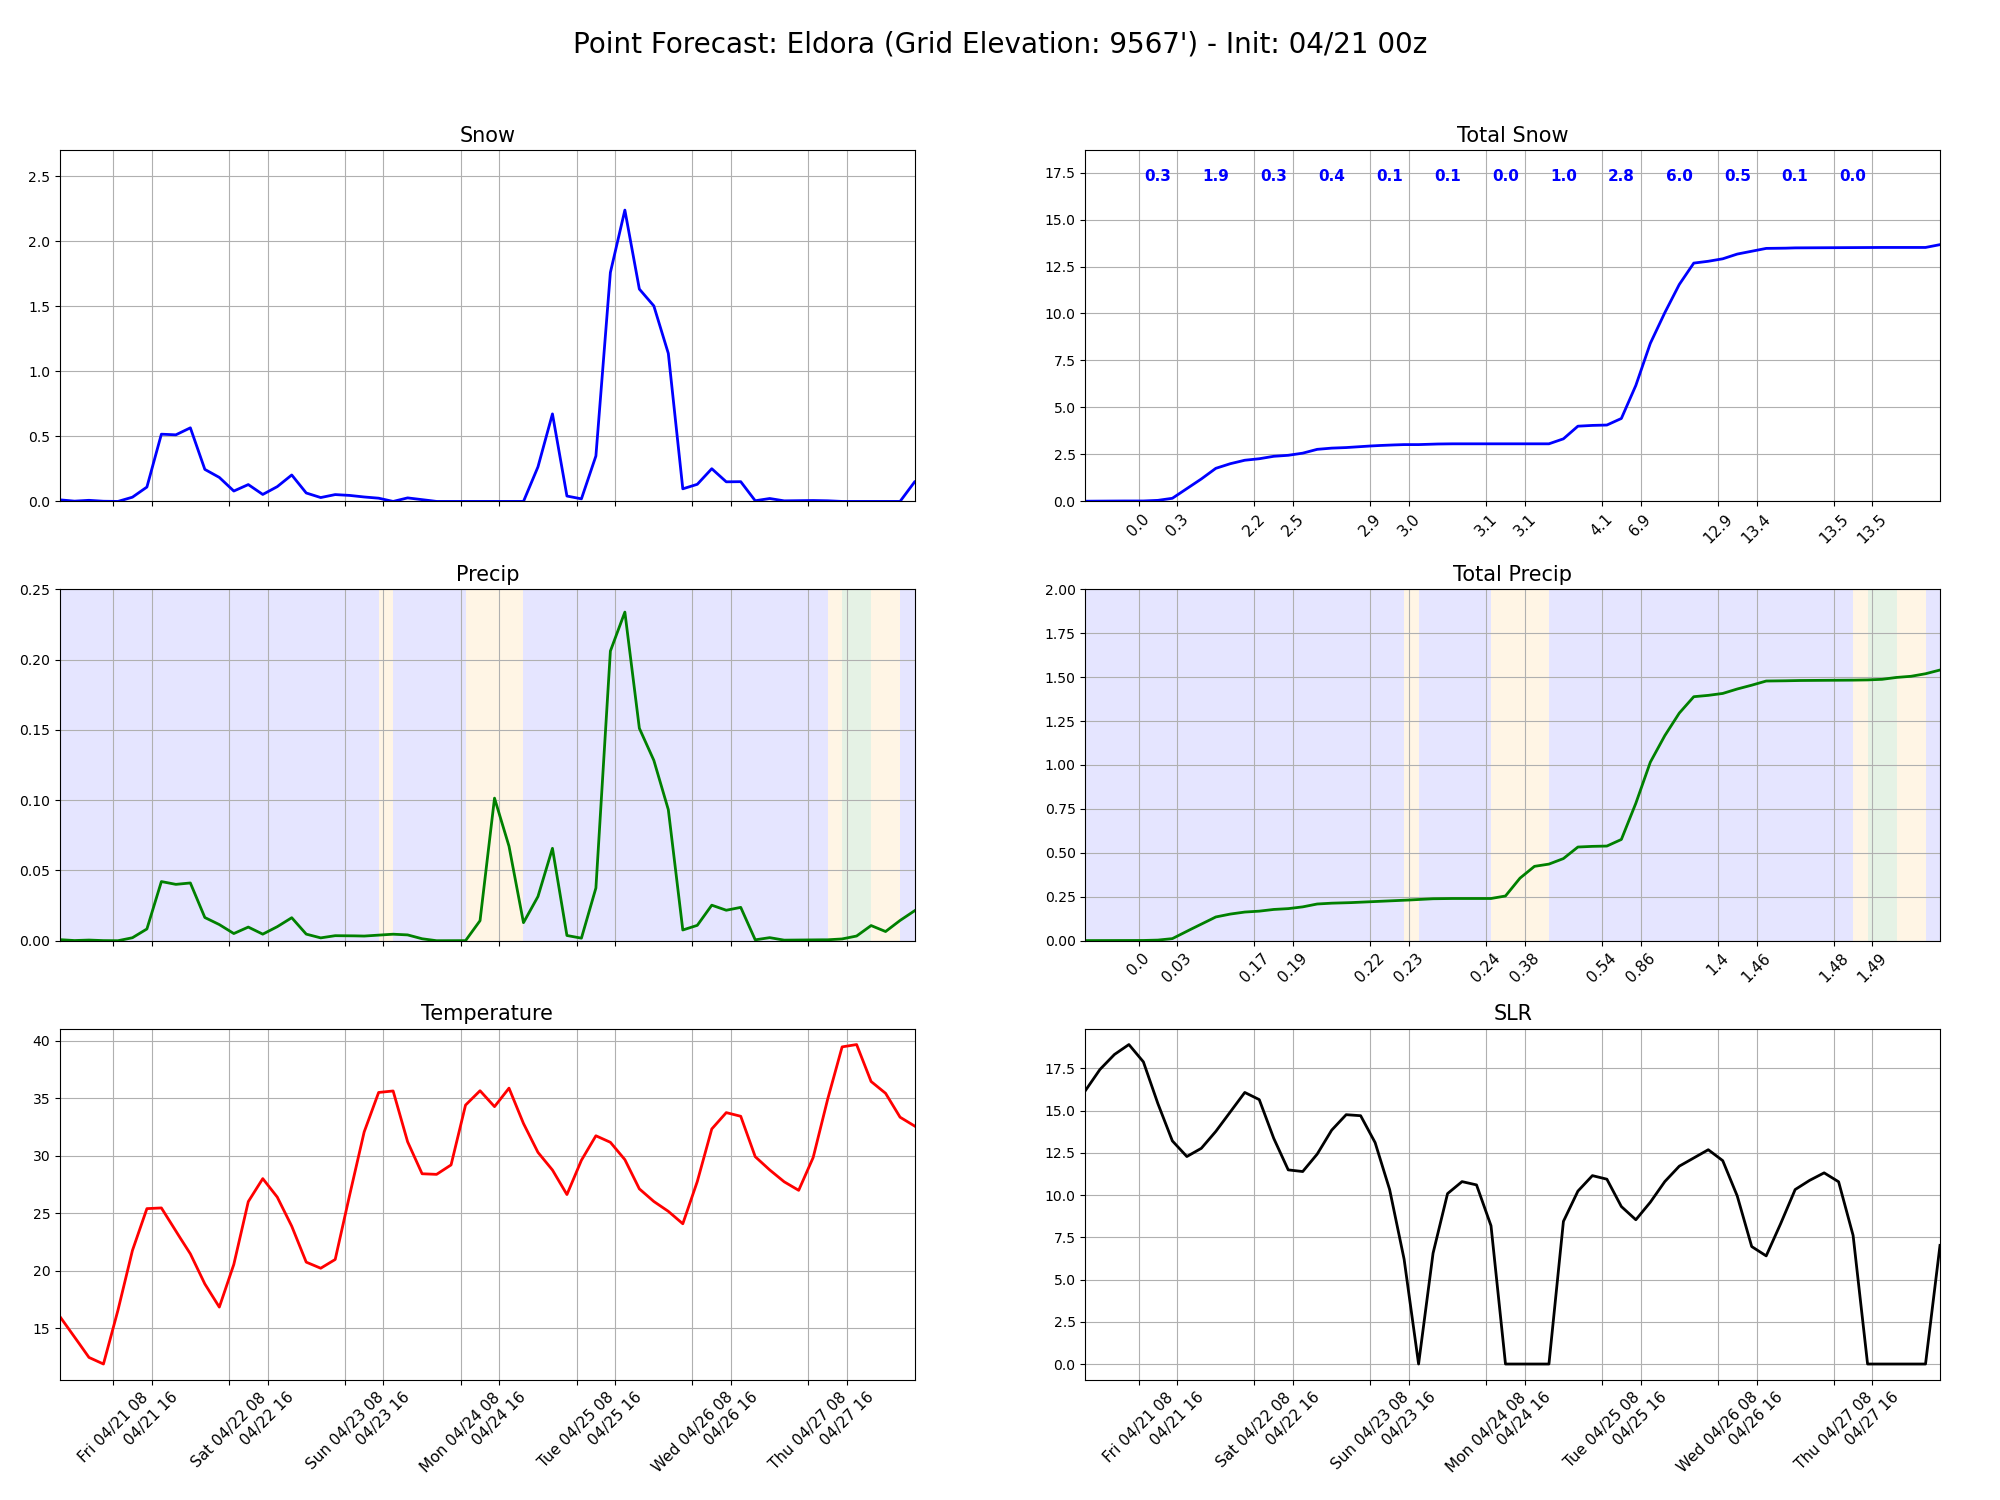 Point Forecast: Eldora (Grid Elevation: 9567') - Init: 04/21 00z
Snow
2.5
2.0
1.5
1.0
0.5
0.0
Total Snow
17.5
15.0
12.5
10.0
7.5
5.0
2.5
0.0
0.3 1.9 0.3 0.4 0.1 0.1 0.0 1.0 2.8 6.0 0.5 0.1 0.0
0.0 0.3 2.2 2.5 2.9 3.0 3.1 3.1 4.1 6.9 12.9 13.4 13.5 13.5
Precip
0.25
0.20
0.15
0.10
0.05
0.00
Total Precip
2.00
1.75
1.50
1.25
1.00
0.75
0.50
0.25
0.00
0.0 0.03 0.17 0.19 0.22 0.23 0.24 0.38 0.54 0.86 1.4 1.46 1.48 1.49
Temperature
40
35
30
25
20
15
Fri 04/21 08
04/21 16
Sat 04/22 08
04/22 16
Sun 04/23 08
04/23 16
Mon 04/24 08
04/24 16
Tue 04/25 08
04/25 16
Wed 04/26 08
04/26 16
Thu 04/27 08
04/27 16
SLR
17.5
15.0
12.5
10.0
7.5
5.0
2.5
0.0
Fri 04/21 08
04/21 16
Sat 04/22 08
04/22 16
Sun 04/23 08
04/23 16
Mon 04/24 08
04/24 16
Tue 04/25 08
04/25 16
Wed 04/26 08
04/26 16
Thu 04/27 08
04/27 16